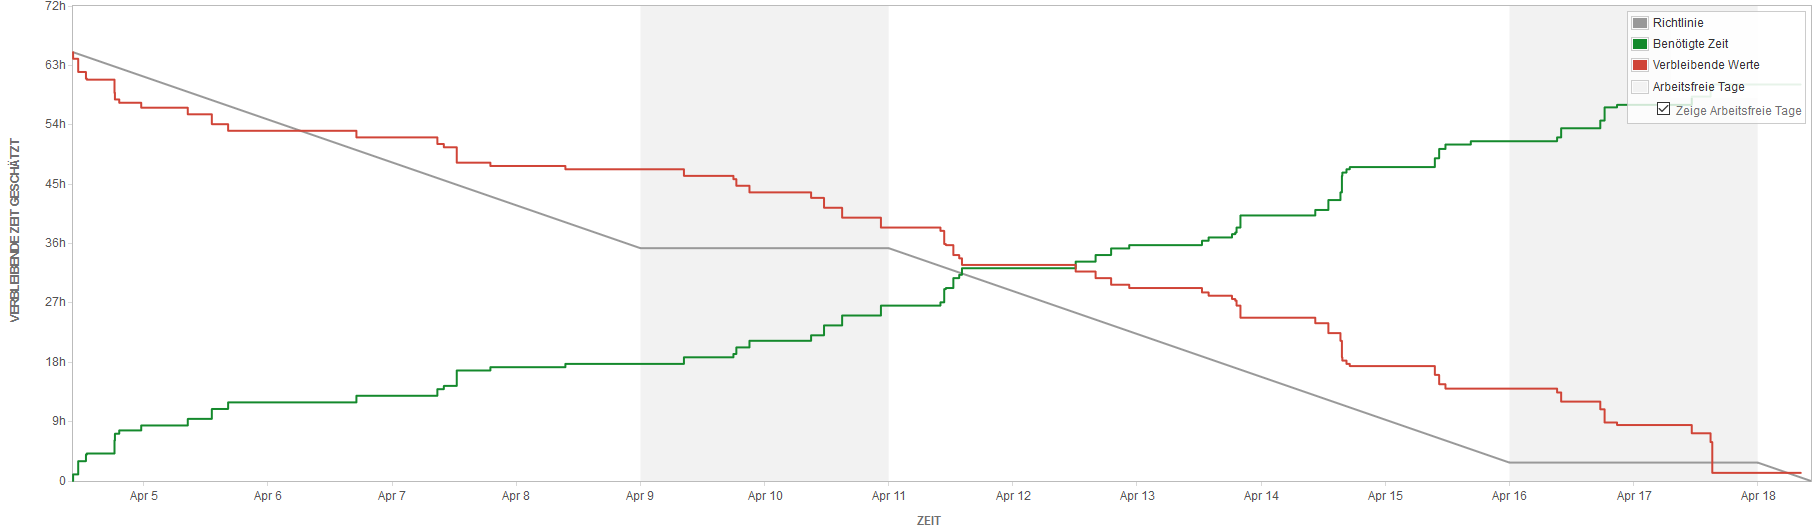 72h
63h
54h
45h
36h
27h
18h
9h
0
VERBLEIBENDE ZEIT GESCHÄTZT
Richtlinie
Benötigte Zeit
Verbleibende Werte
Arbeitsfreie Tage
Zeige Arbeitsfreie Tage
Apr 5 Apr 6 Apr 7 Apr 8 Apr 9 Apr 10 Apr 11 Apr 12 Apr 13 Apr 14 Apr 15 Apr 16 Apr 17 Apr 18
ZEIT